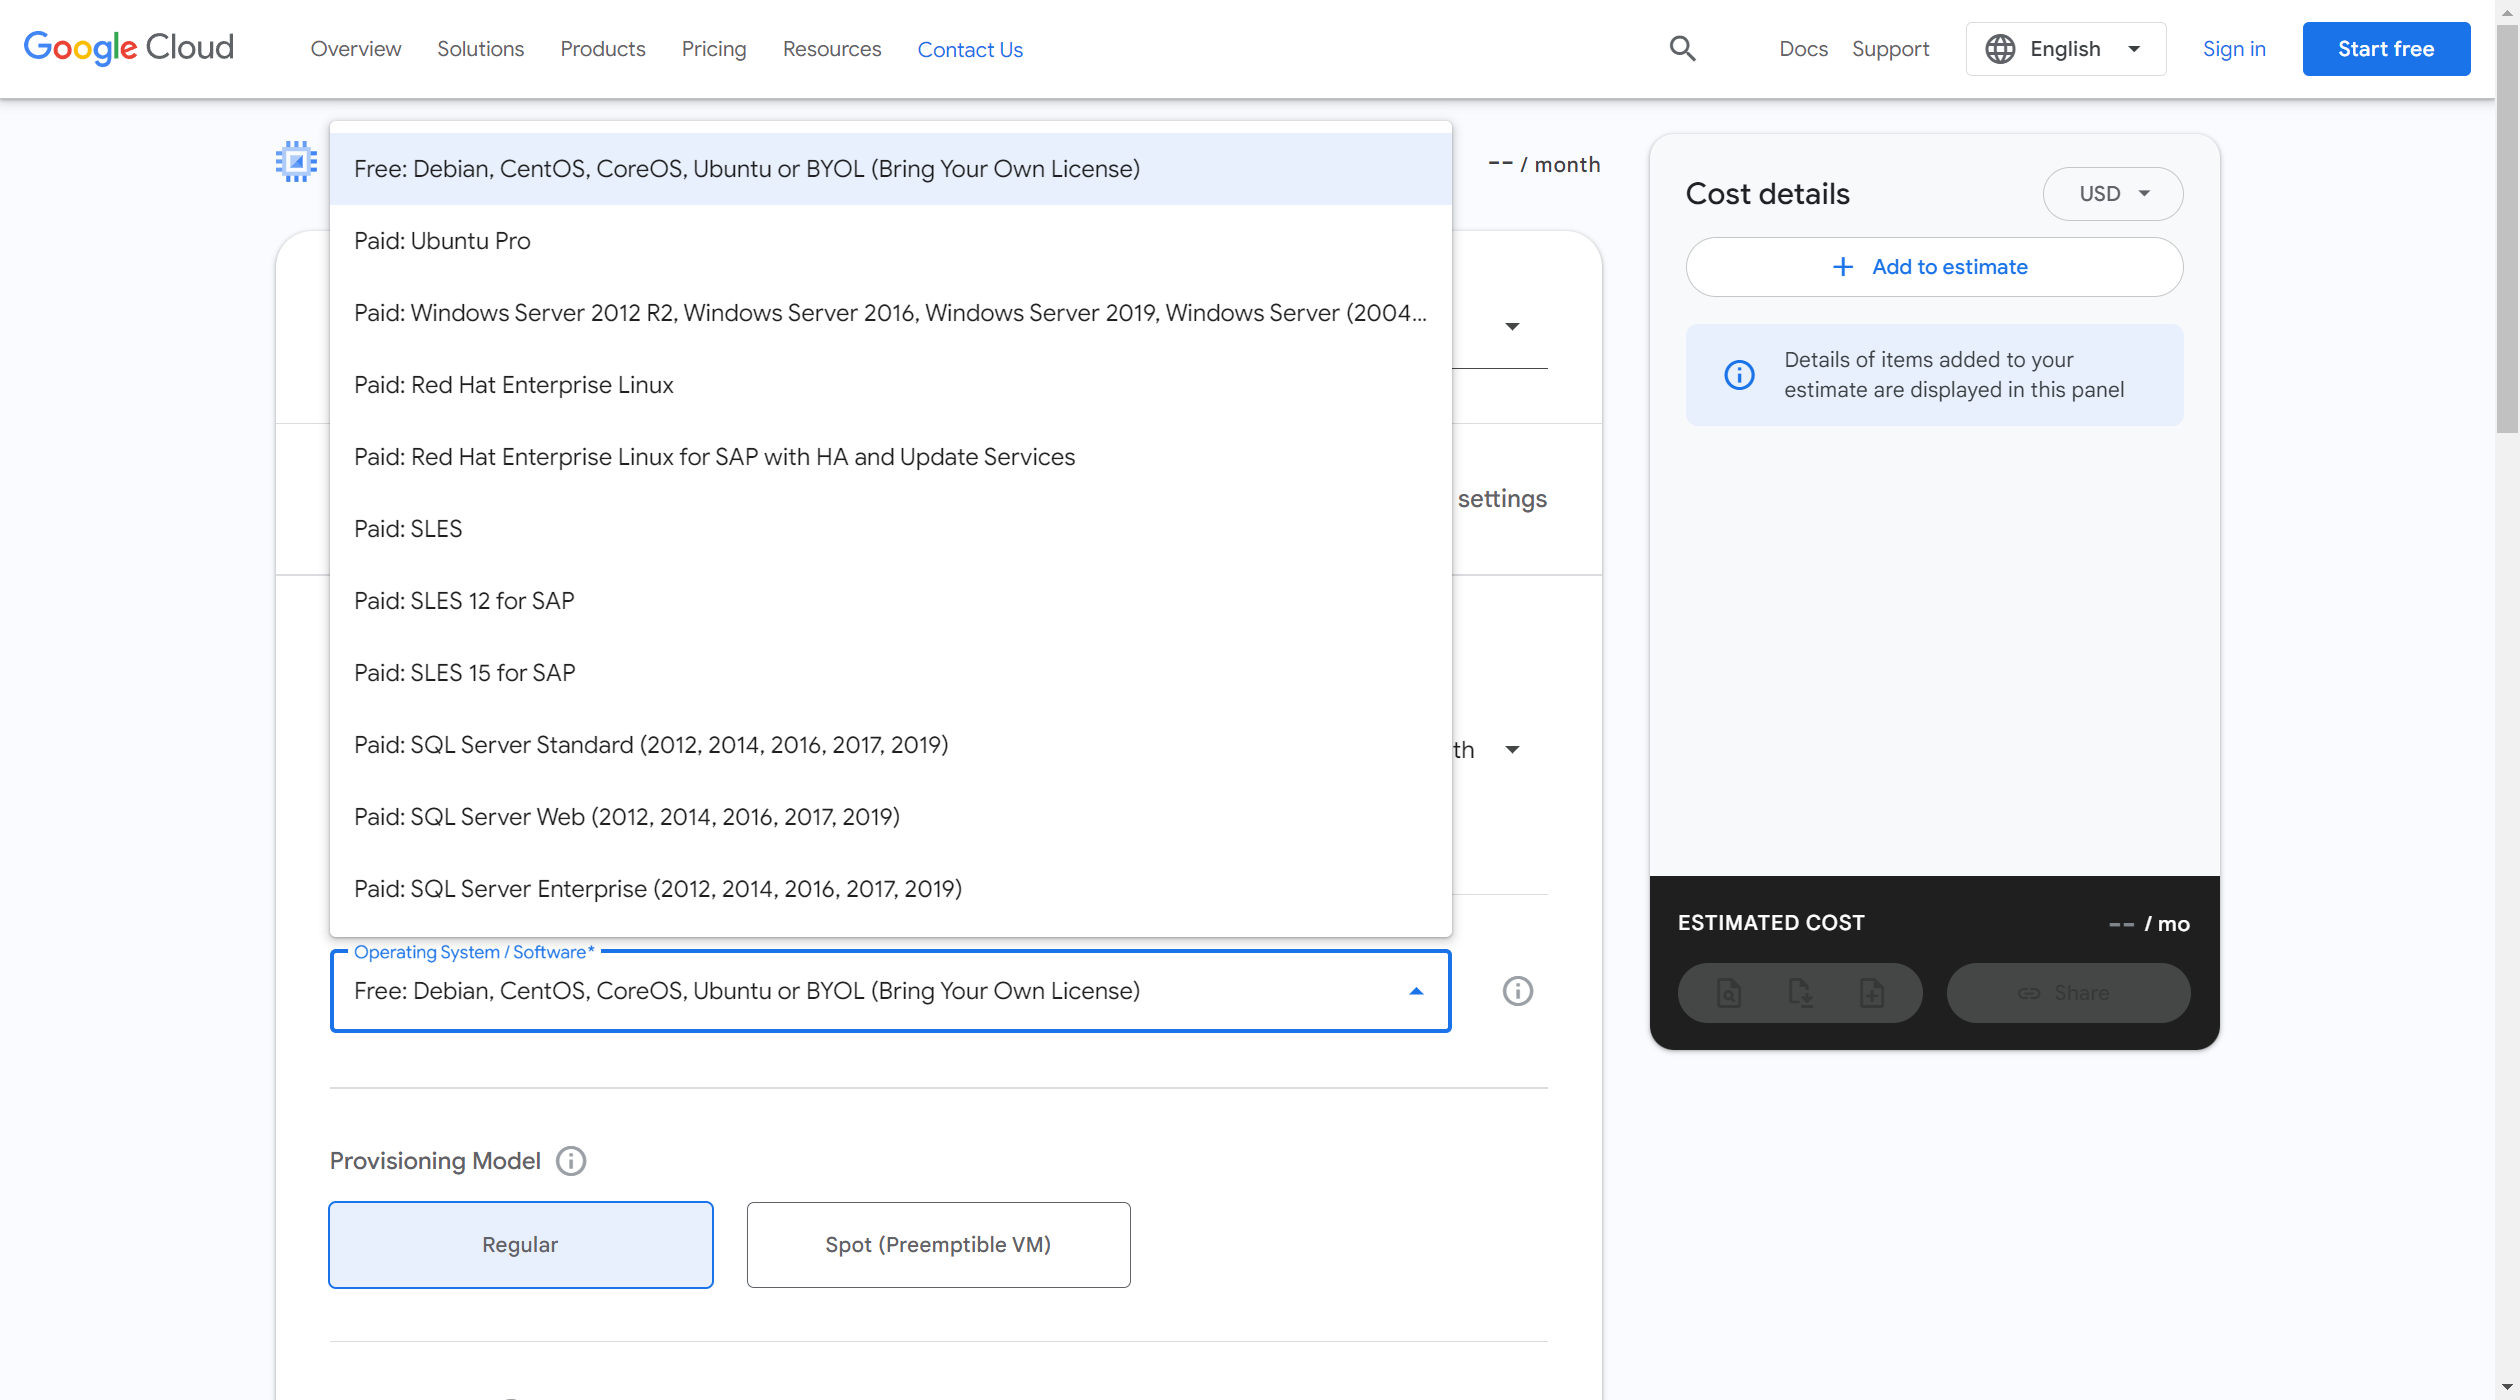 Google Cloud
Overview
Solutions
Products
Pricing
Resources
Contact Us
Docs
Support
English
Sign in
Start free
Free: Debian, CentOS, CoreOS, Ubuntu or BYOL (Bring Your Own License)
Paid: Ubuntu Pro
Paid: Windows Server 2012 R2, Windows Server 2016, Windows Server 2019, Windows Server (2004...
Paid: Red Hat Enterprise Linux
Paid: Red Hat Enterprise Linux for SAP with HA and Update Services
Paid: SLES
Paid: SLES 12 for SAP
Paid: SLES 15 for SAP
Paid: SQL Server Standard (2012, 2014, 2016, 2017, 2019)
Paid: SQL Server Web (2012, 2014, 2016, 2017, 2019)
Paid: SQL Server Enterprise (2012, 2014, 2016, 2017, 2019)
-- / month
settings
th
Operating System / Software*
Free: Debian, CentOS, CoreOS, Ubuntu or BYOL (Bring Your Own License)
Provisioning Model
Regular
Spot (Preemptible VM)
Cost details
USD
Add to estimate
Details of items added to your
estimate are displayed in this panel
ESTIMATED COST
-- / mo
Share